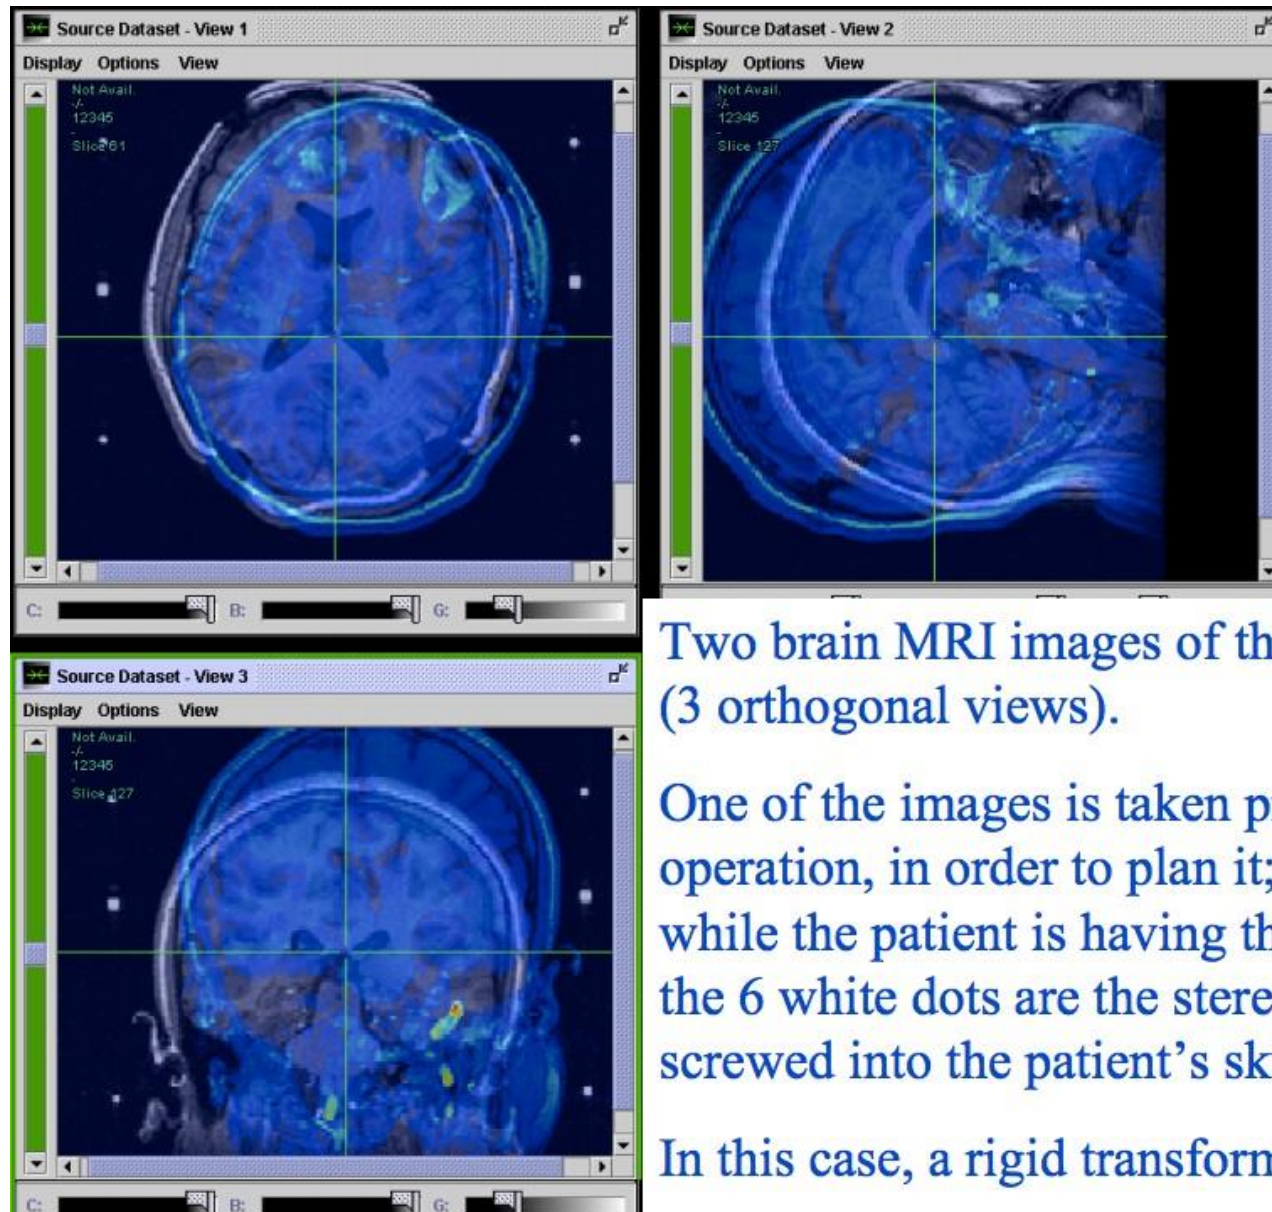 Source Dataset - View 1
Display Options View
Not Avail.
-/-
12345
-
Slice 61
C: B: G:
Source Dataset - View 2
Display Options View
Not Avail.
-/-
12345
-
Slice 127
Source Dataset - View 3
Display Options View
Not Avail.
-/-
12345
-
Slice 127
C: B: G:
Two brain MRI images of th
(3 orthogonal views).
One of the images is taken p
operation, in order to plan it;
while the patient is having th
the 6 white dots are the stere
screwed into the patient’s sk
In this case, a rigid transform